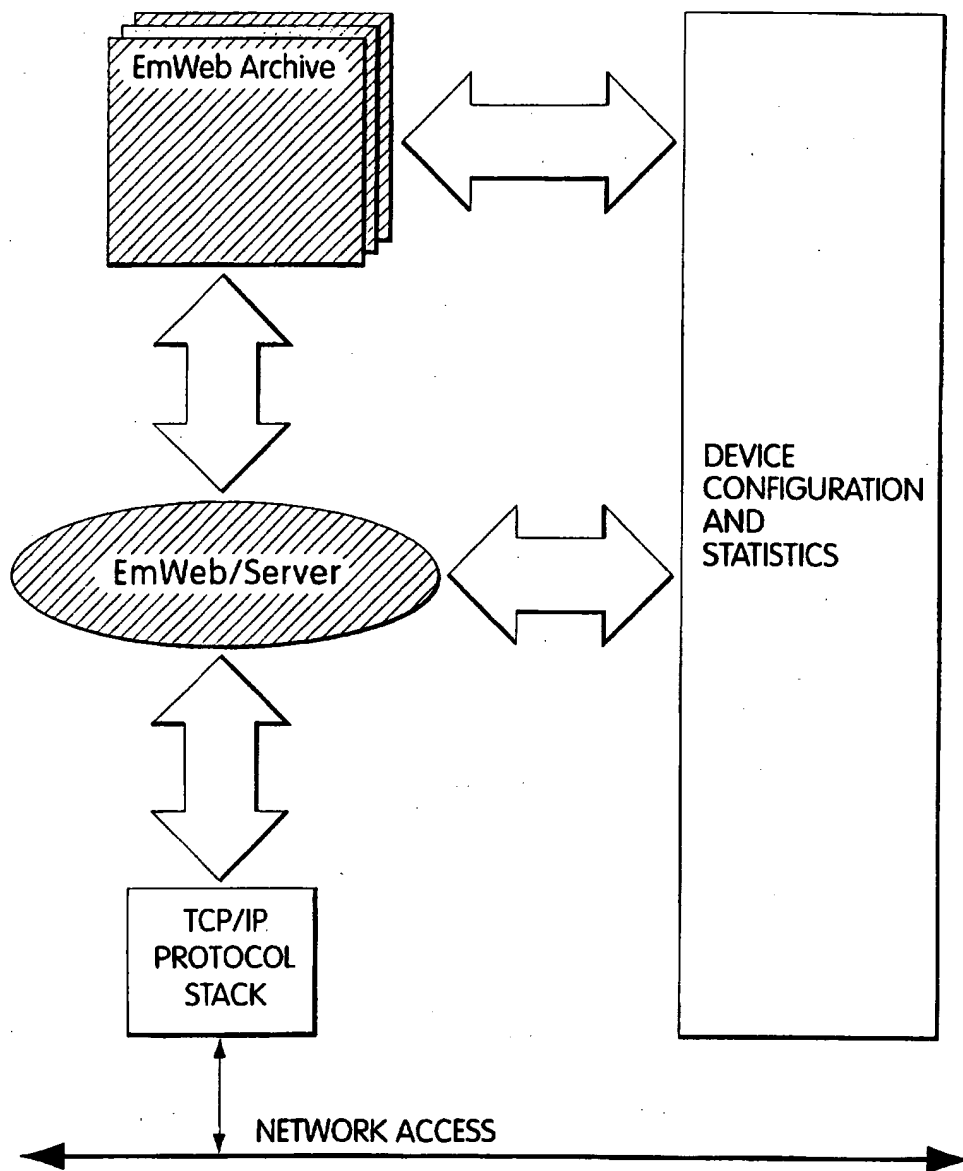 EmWeb Archive
DEVICE
CONFIGURATION
AND
STATISTICS
EmWeb/Server
TCP/IP
PROTOCOL
STACK
NETWORK ACCESS